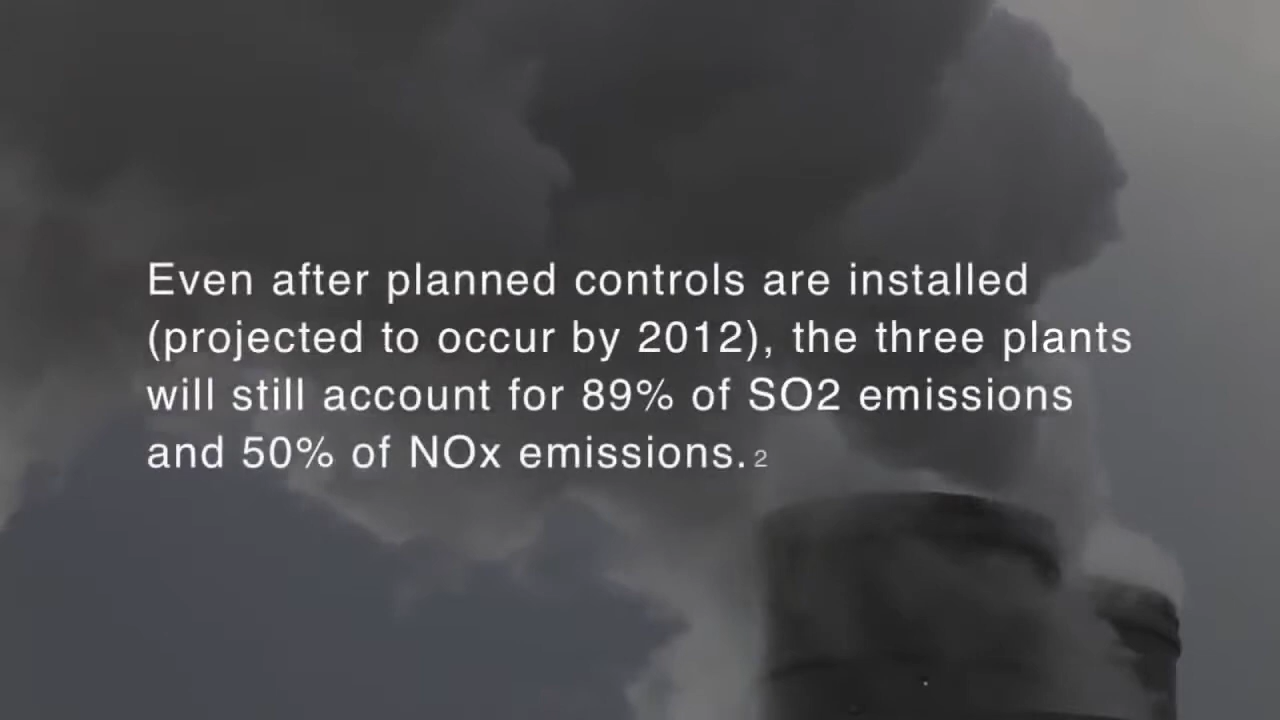 Even after planned controls are installed
(projected to occur by 2012), the three plants
will still account for 89% of SO2 emissions
and 50% of NOx emissions. 2